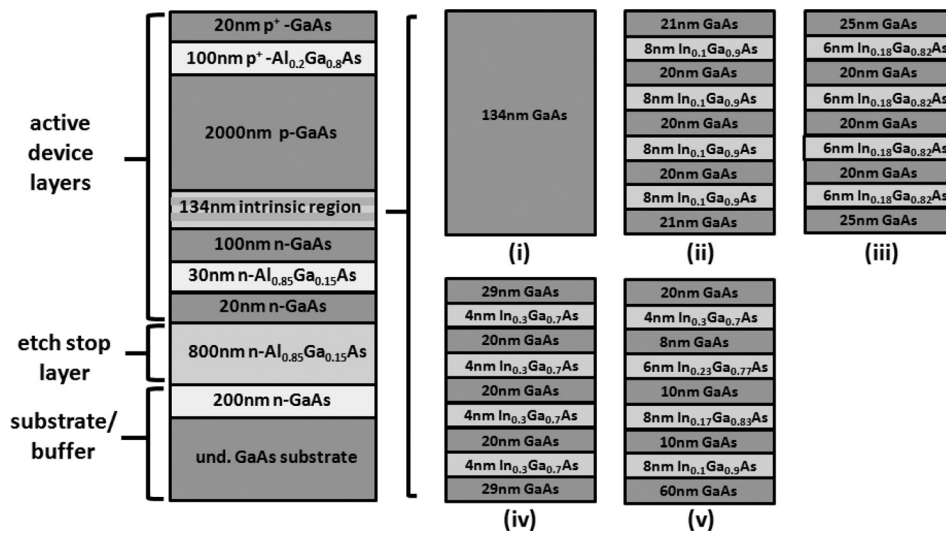 active
device
layers
etch stop
layer
substrate/
buffer
20nm p⁺ -GaAs
100nm p⁺ -Al₀.₂Ga₀.₈As
2000nm p-GaAs
134nm intrinsic region
100nm n-GaAs
30nm n-Al₀.₈₅Ga₀.₁₅As
20nm n-GaAs
800nm n-Al₀.₈₅Ga₀.₁₅As
200nm n-GaAs
und. GaAs substrate
134nm GaAs
(i)
21nm GaAs
8nm In₀.₁Ga₀.₉As
20nm GaAs
8nm In₀.₁Ga₀.₉As
20nm GaAs
8nm In₀.₁Ga₀.₉As
20nm GaAs
8nm In₀.₁Ga₀.₉As
21nm GaAs
(ii)
25nm GaAs
6nm In₀.₁₈Ga₀.₈₂As
20nm GaAs
6nm In₀.₁₈Ga₀.₈₂As
20nm GaAs
6nm In₀.₁₈Ga₀.₈₂As
20nm GaAs
6nm In₀.₁₈Ga₀.₈₂As
25nm GaAs
(iii)
29nm GaAs
4nm In₀.₃Ga₀.₇As
20nm GaAs
4nm In₀.₃Ga₀.₇As
20nm GaAs
4nm In₀.₃Ga₀.₇As
20nm GaAs
4nm In₀.₃Ga₀.₇As
29nm GaAs
(iv)
20nm GaAs
4nm In₀.₃Ga₀.₇As
8nm GaAs
6nm In₀.₂₃Ga₀.₇₇As
10nm GaAs
8nm In₀.₁₇Ga₀.₈₃As
10nm GaAs
8nm In₀.₁Ga₀.₉As
60nm GaAs
(v)